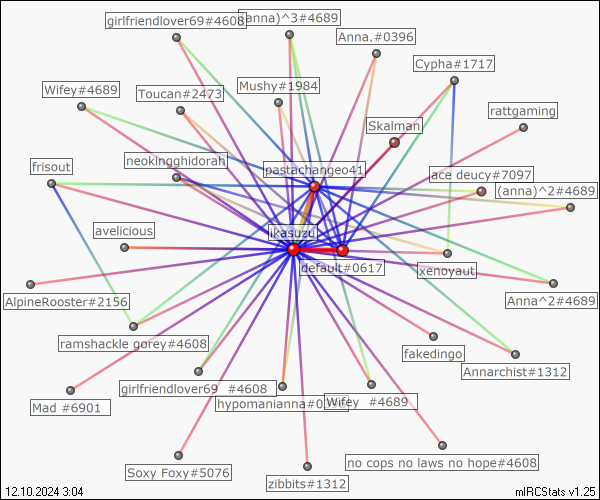 girlfriendlover69#4608
(anna)^3#4689
Anna.#0396
Cypha#1717
Wifey#4689
Toucan#2473
Mushy#1984
rattgaming
Skalman
frisout
neokingghidorah
pastachangeo41
ace deucy#7097
(anna)^2#4689
avelicious
ikasuzu
default#0617
xenoyaut
AlpineRooster#2156
Anna^2#4689
ramshackle gorey#4608
fakedingo
Annarchist#1312
girlfriendlover69 #4608
hypomanianna
Wifey #4689
Mad #6901
Soxy Foxy#5076
zibbits#1312
no cops no laws no hope#4608
12.10.2024 3:04
mIRCStats v1.25